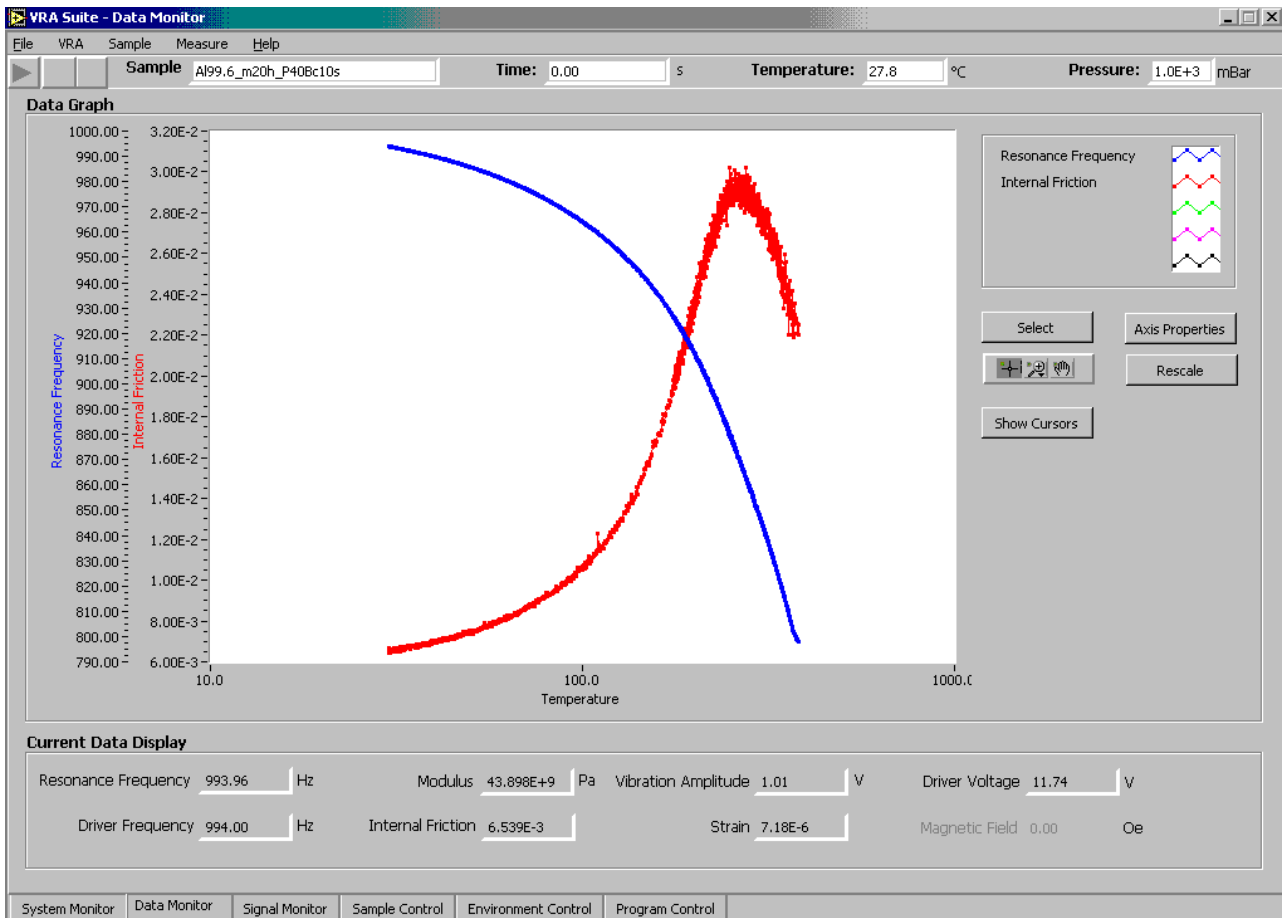 VRA Suite - Data Monitor
File VRA Sample Measure Help
Sample Al99.6_m20h_P40Bc10s Time: 0.00 s Temperature: 27.8 °C Pressure: 1.0E+3 mBar
Data Graph
Resonance Frequency
1000.00
990.00
980.00
970.00
960.00
950.00
940.00
930.00
920.00
910.00
900.00
890.00
880.00
870.00
860.00
850.00
840.00
830.00
820.00
810.00
800.00
790.00
Internal Friction
3.20E-2
3.00E-2
2.80E-2
2.60E-2
2.40E-2
2.20E-2
2.00E-2
1.80E-2
1.60E-2
1.40E-2
1.20E-2
1.00E-2
8.00E-3
6.00E-3
10.0 100.0 1000.(
Temperature
Resonance Frequency
Internal Friction
Select Axis Properties
Rescale
Show Cursors
Current Data Display
Resonance Frequency 993.96 Hz Modulus 43.898E+9 Pa Vibration Amplitude 1.01 V Driver Voltage 11.74 V
Driver Frequency 994.00 Hz Internal Friction 6.539E-3 Strain 7.18E-6 Magnetic Field 0.00 Oe
System Monitor Data Monitor Signal Monitor Sample Control Environment Control Program Control